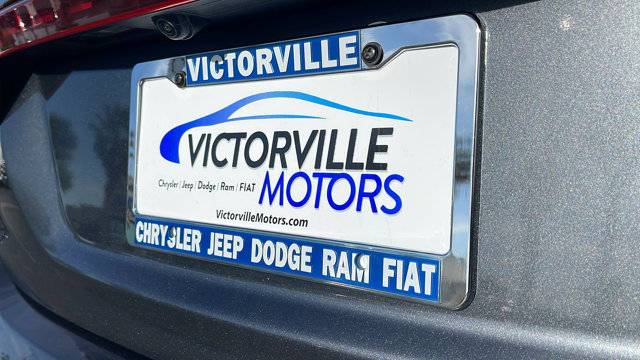 VICTORVILLE
VICTORVILLE
MOTORS
Chrysler | Jeep | Dodge | Ram | FIAT
VictorvilleMotors.com
CHRYSLER JEEP DODGE RAM FIAT